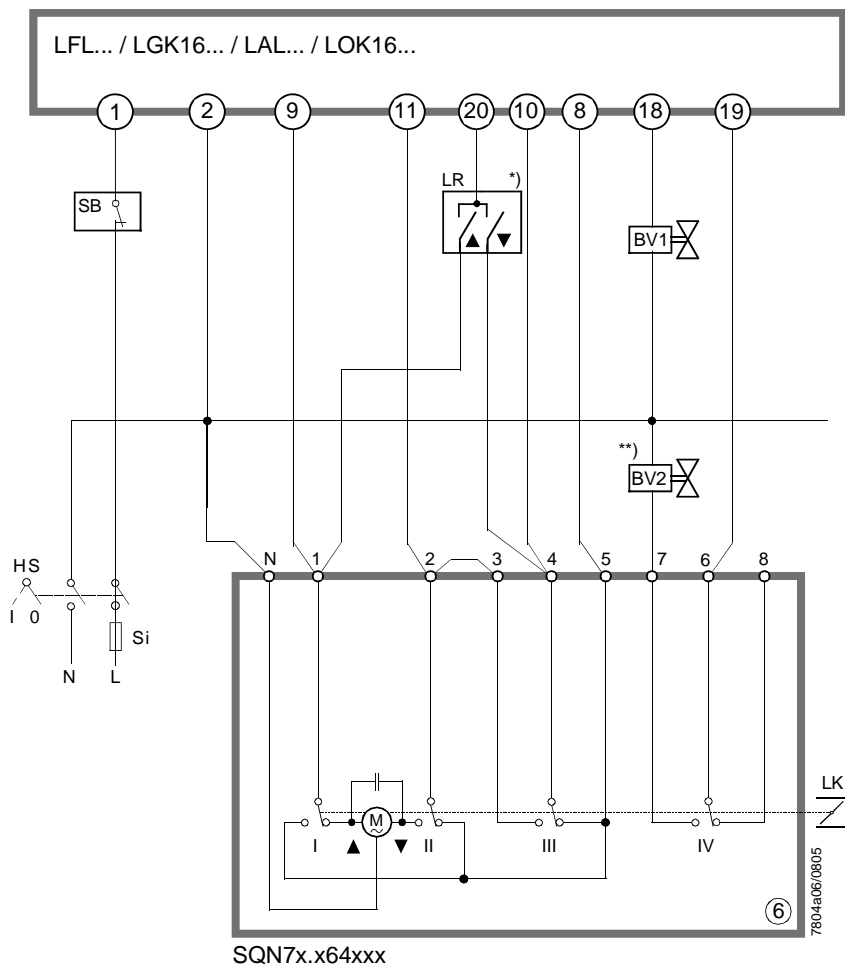 LFL... / LGK16... / LAL... / LOK16...
1 2 9 11 20 10 8 18 19
LR *)
SB
BV1
**)
BV2
HS
I 0
Si
N L
N 1 2 3 4 5 7 6 8
LK
M
~
I ▲ ▼ II III IV
6
7804a06/0805
SQN7x.x64xxx